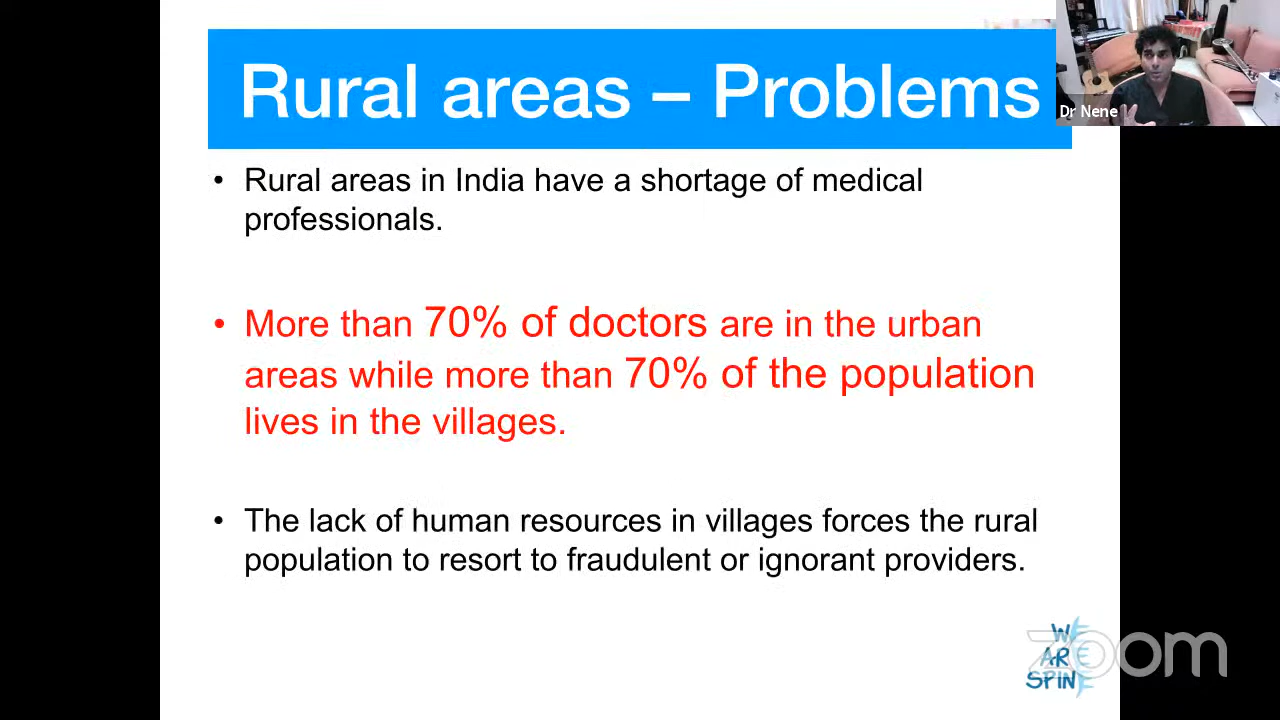 Rural areas – Problems
Dr Nene
• Rural areas in India have a shortage of medical
professionals.
• More than 70% of doctors are in the urban
areas while more than 70% of the population
lives in the villages.
• The lack of human resources in villages forces the rural
population to resort to fraudulent or ignorant providers.
WE
ARE
SPINE
zoom